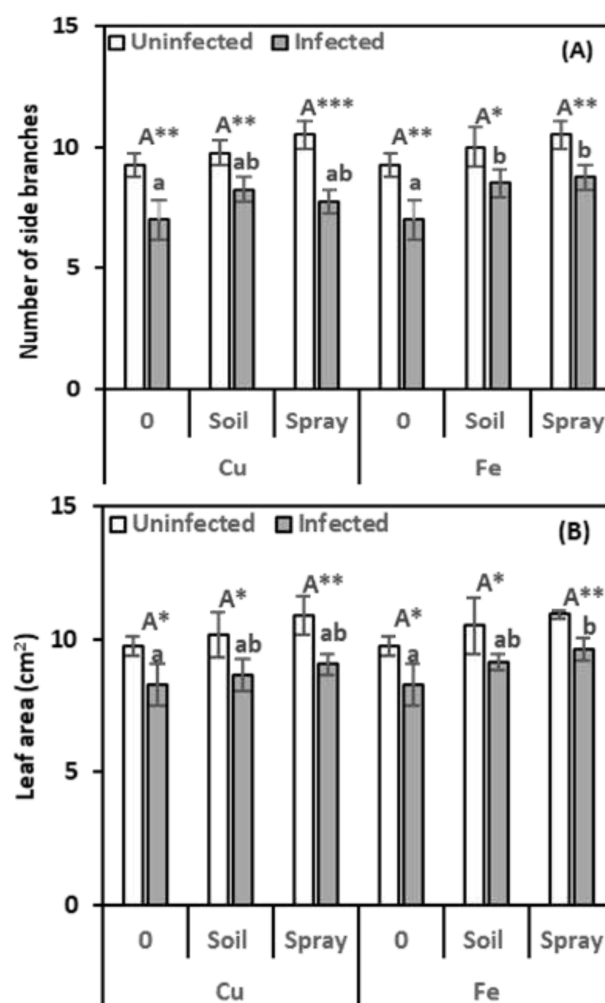 15
Uninfected Infected (A)
A** A** A*** A** A* A**
a ab ab a b b
10
5
0
Number of side branches
0 Soil Spray 0 Soil Spray
Cu Fe
15
Uninfected Infected (B)
A* A* A** A* A* A**
a ab ab a ab b
10
5
0
Leaf area (cm²)
0 Soil Spray 0 Soil Spray
Cu Fe